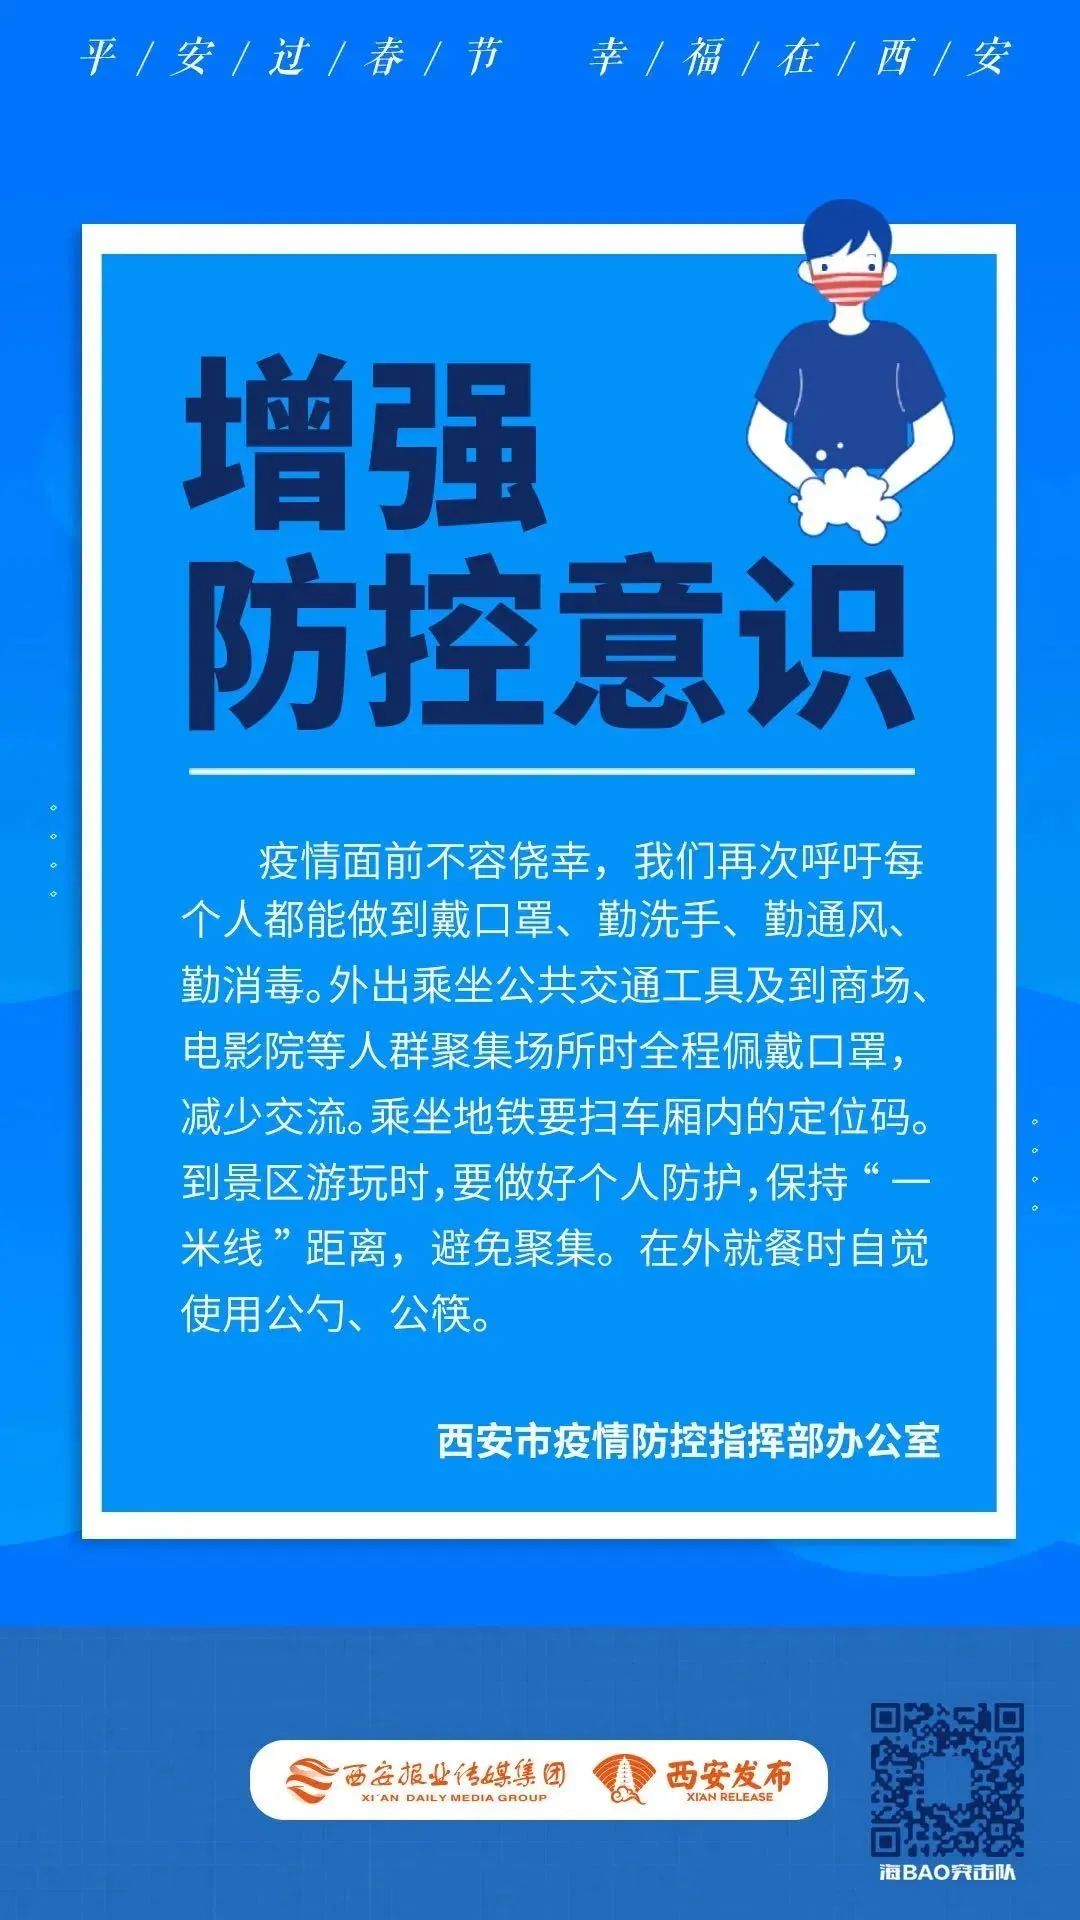 平/安/过/春/节 幸/福/在/西/安
增强
防控意识
疫情面前不容侥幸，我们再次呼吁每
个人都能做到戴口罩、勤洗手、勤通风、
勤消毒。外出乘坐公共交通工具及到商场、
电影院等人群聚集场所时全程佩戴口罩，
减少交流。乘坐地铁要扫车厢内的定位码。
到景区游玩时，要做好个人防护，保持“一
米线”距离，避免聚集。在外就餐时自觉
使用公勺、公筷。
西安市疫情防控指挥部办公室
西安报业传媒集团 西安发布
XI'AN DAILY MEDIA GROUP XI'AN RELEASE
海BAO突击队